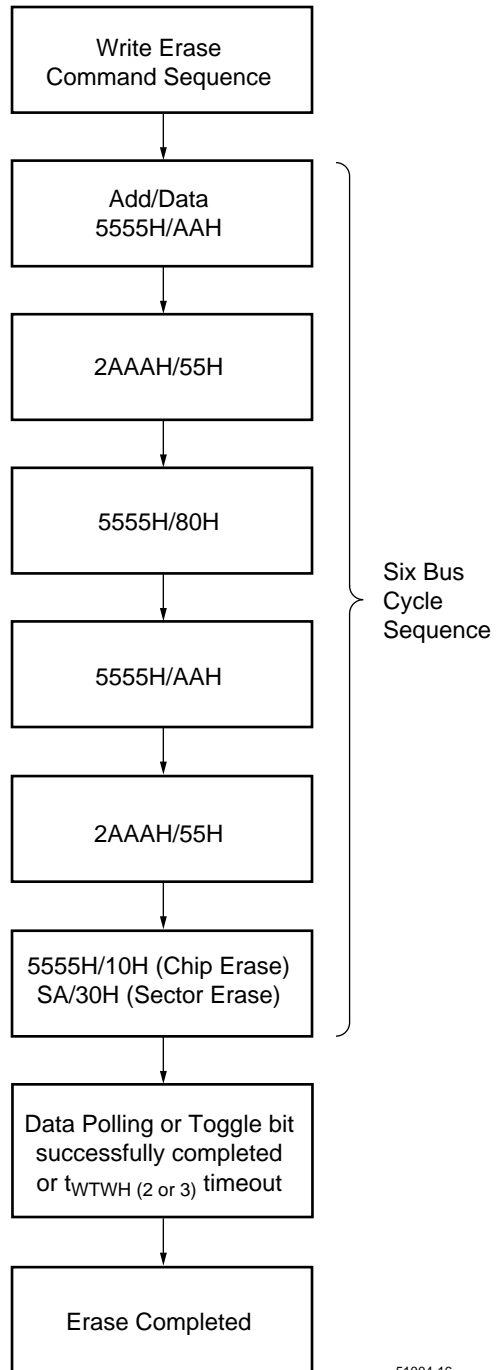 Write Erase
Command Sequence
Add/Data
5555H/AAH
2AAAH/55H
5555H/80H
5555H/AAH
2AAAH/55H
5555H/10H (Chip Erase)
SA/30H (Sector Erase)
Six Bus
Cycle
Sequence
Data Polling or Toggle bit
successfully completed
or tWTWH (2 or 3) timeout
Erase Completed